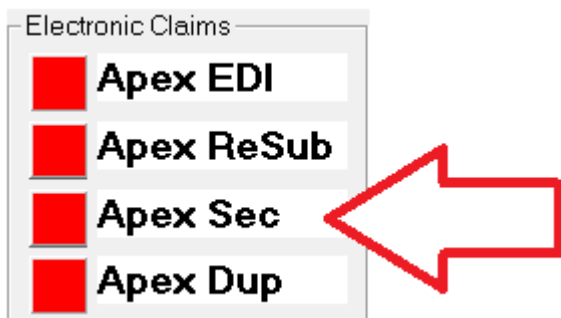 Electronic Claims
Apex EDI
Apex ReSub
Apex Sec
Apex Dup